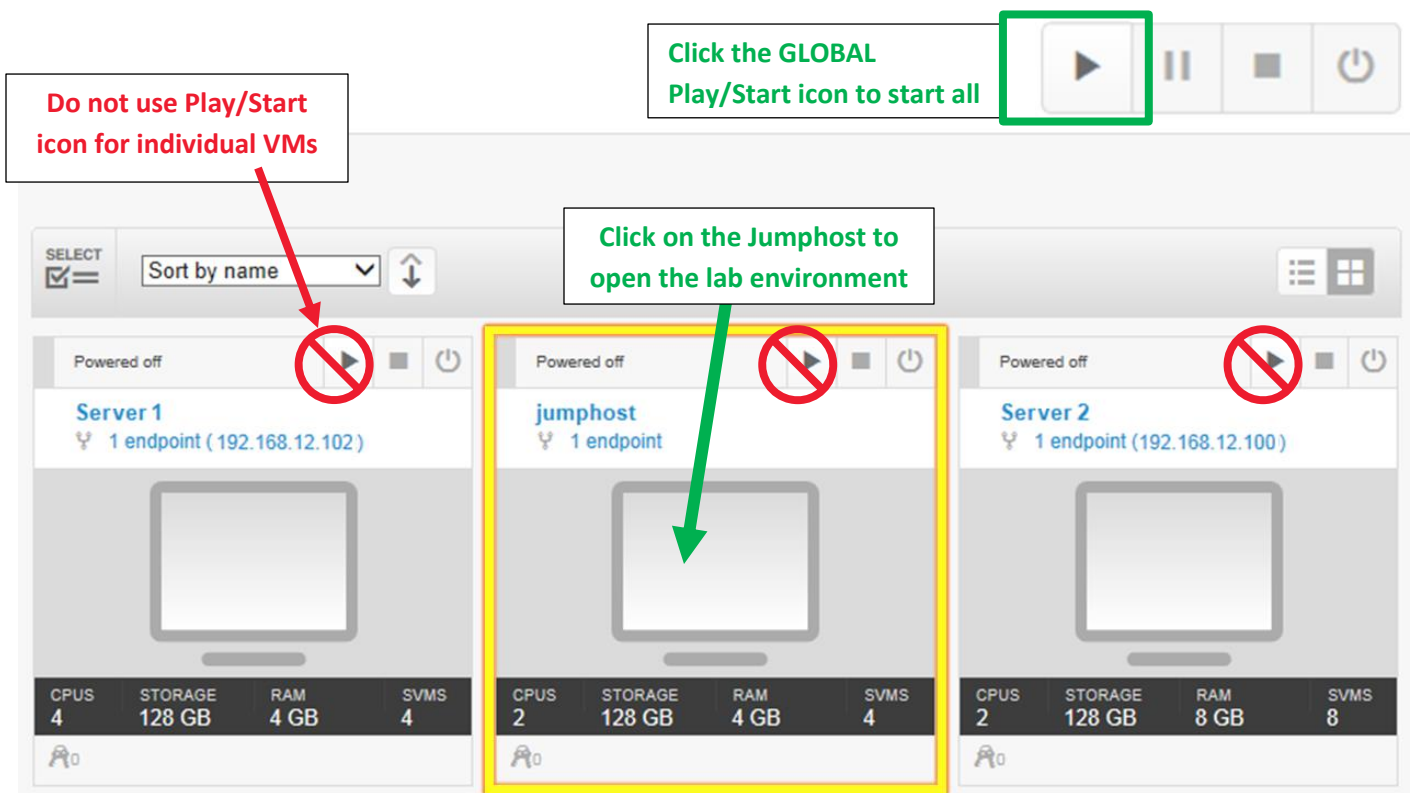 Click the GLOBAL
Play/Start icon to start all
Do not use Play/Start
icon for individual VMs
Click on the Jumphost to
open the lab environment
SELECT
Sort by name
Powered off
Server 1
1 endpoint ( 192.168.12.102 )
CPUS STORAGE RAM SVMS
4 128 GB 4 GB 4
0
Powered off
jumphost
1 endpoint
CPUS STORAGE RAM SVMS
2 128 GB 4 GB 4
0
Powered off
Server 2
1 endpoint (192.168.12.100 )
CPUS STORAGE RAM SVMS
2 128 GB 8 GB 8
0